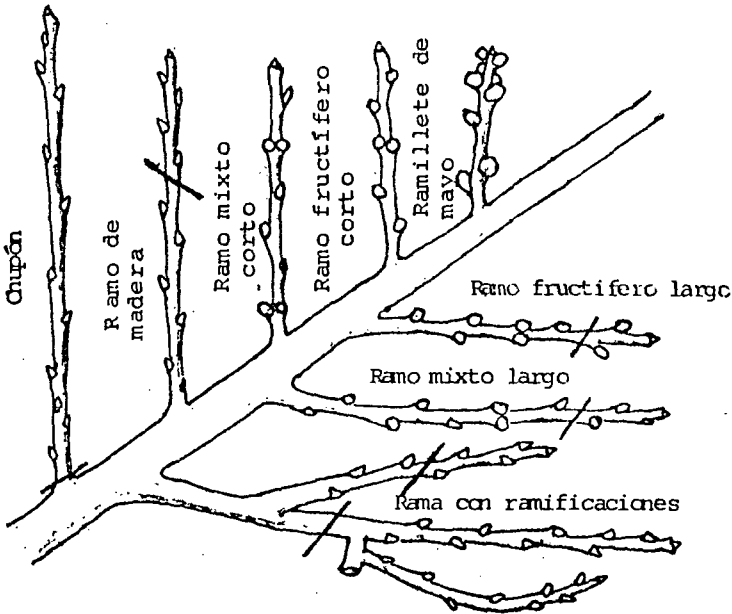 Chupón
Ramo de
madera
Ramo mixto
corto
Ramo fructífero
corto
Ramillete de
mayo
Ramo fructifero largo
Ramo mixto largo
Rama con ramificaciones